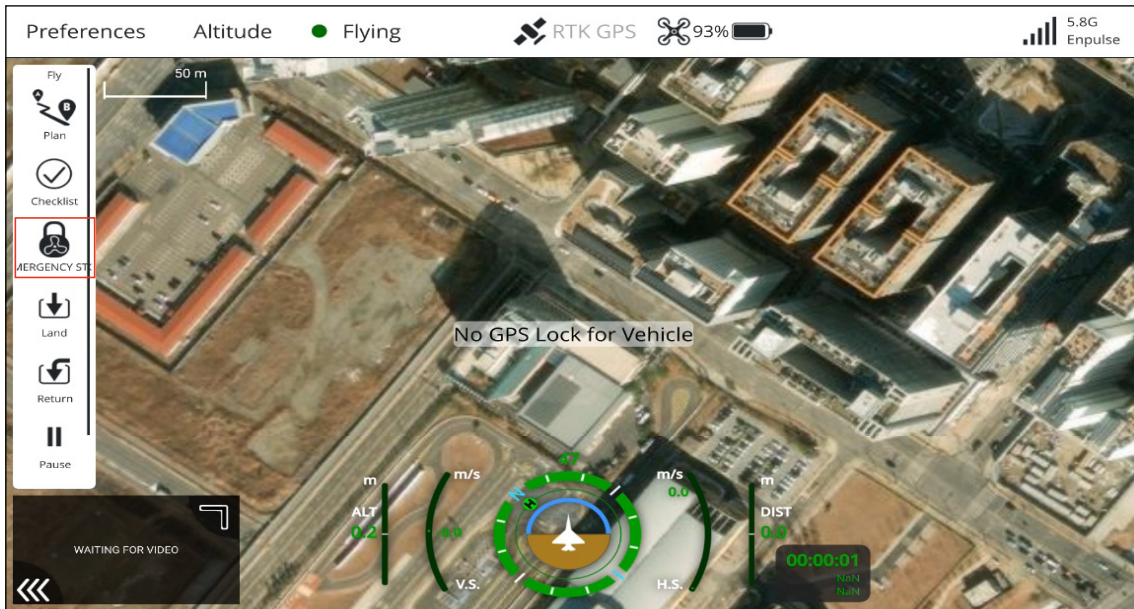 Preferences
Altitude
Flying
RTK GPS
93%
5.8G
Enpulse
Fly
Plan
Checklist
MERGENCY STO
Land
Return
Pause
50 m
No GPS Lock for Vehicle
WAITING FOR VIDEO
m
ALT
0.2
m/s
0.0
V.S.
47
N
H
m/s
0.0
H.S.
m
DIST
0.0
00:00:01
NaN
NaN